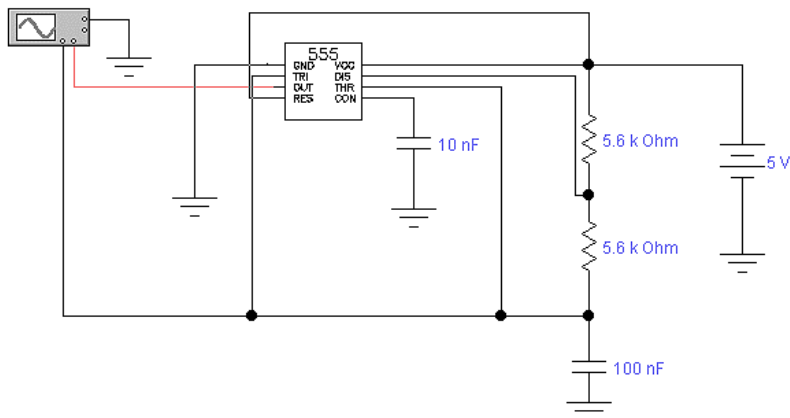 555
GND VCC
TRI DIS
OUT THR
RES CON
10 nF
5.6 k Ohm
5 V
5.6 k Ohm
100 nF